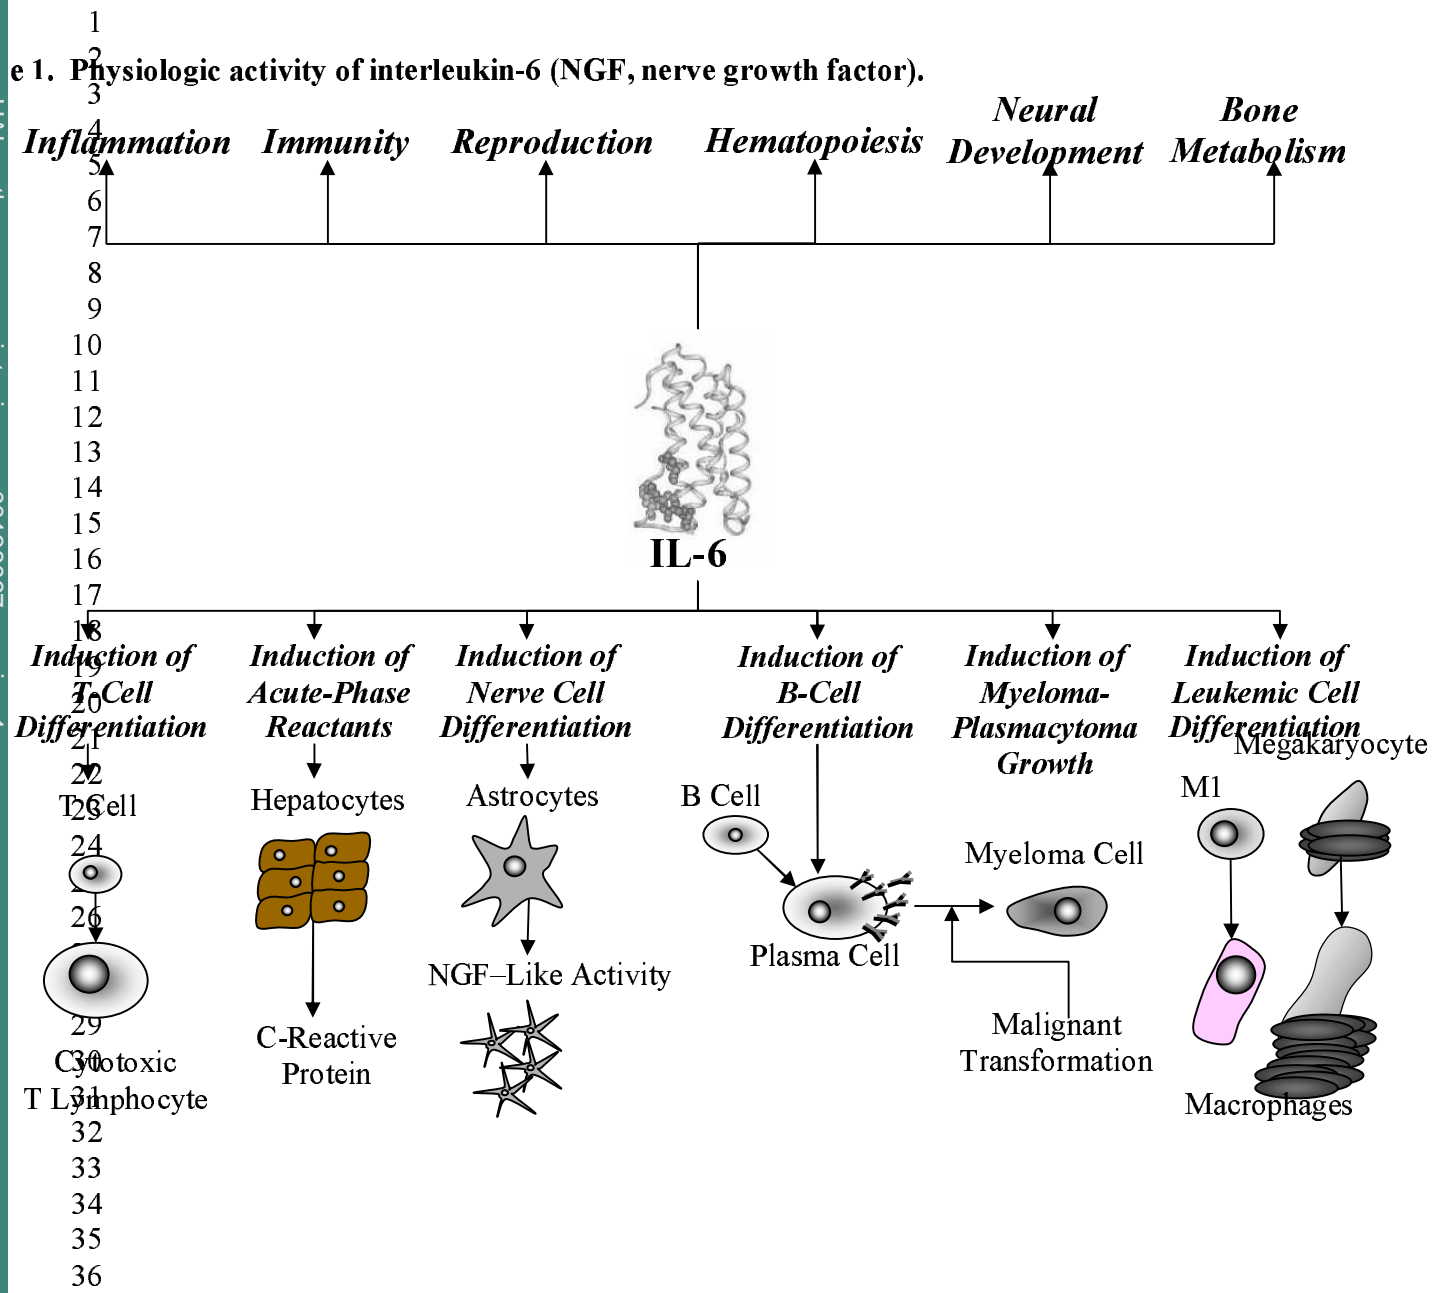 1
2
e 1. Physiologic activity of interleukin-6 (NGF, nerve growth factor).
3
4
5
6
7
8
9
10
11
12
13
14
15
16
17
18
19
20
21
22
23
24
26
29
30
31
32
33
34
35
36
Inflammation
Immunity
Reproduction
Hematopoiesis
Neural
Development
Bone
Metabolism
IL-6
Induction of
T-Cell
Differentiation
Induction of
Acute-Phase
Reactants
Induction of
Nerve Cell
Differentiation
Induction of
B-Cell
Differentiation
Induction of
Myeloma-
Plasmacytoma
Growth
Induction of
Leukemic Cell
Differentiation
T Cell
Cytotoxic
T Lymphocyte
Hepatocytes
C-Reactive
Protein
Astrocytes
NGF–Like Activity
B Cell
Plasma Cell
Myeloma Cell
Malignant
Transformation
M1
Megakaryocyte
Macrophages